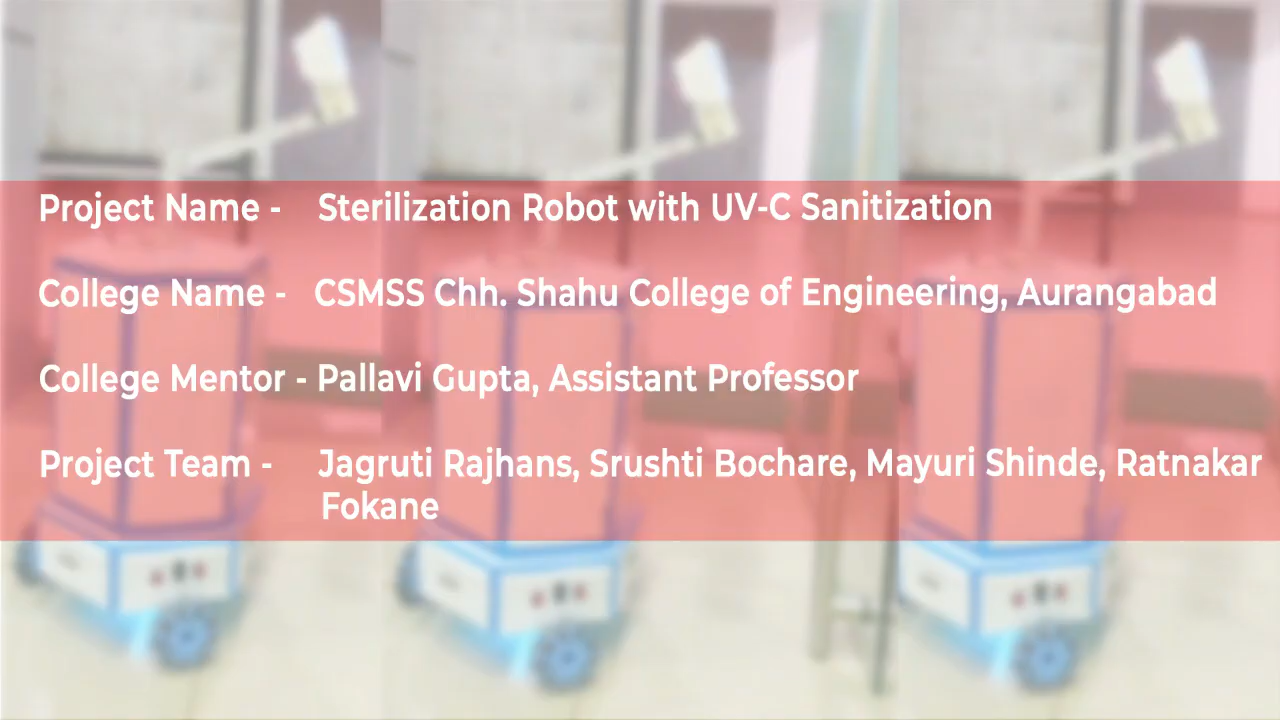 Project Name - Sterilization Robot with UV-C Sanitization
College Name - CSMSS Chh. Shahu College of Engineering, Aurangabad
College Mentor - Pallavi Gupta, Assistant Professor
Project Team - Jagruti Rajhans, Srushti Bochare, Mayuri Shinde, Ratnakar
Fokane